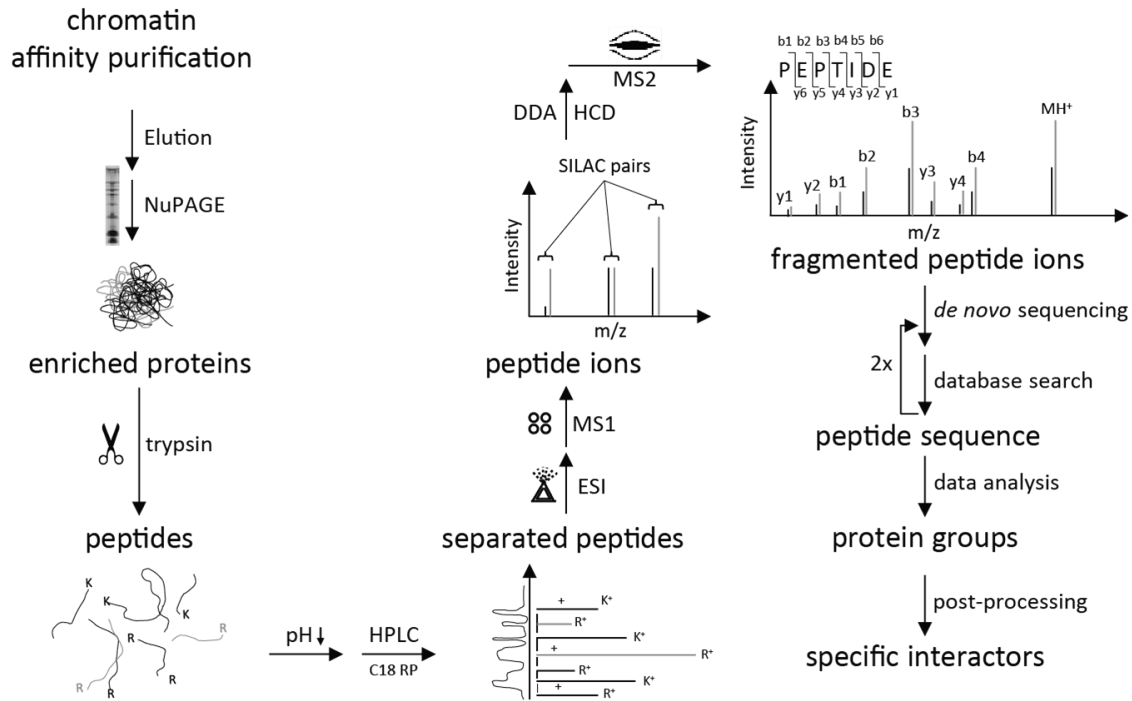 chromatin
affinity purification
Elution
NuPAGE
enriched proteins
trypsin
peptides
K
K
K
R
R
R
R
R
pH
HPLC
C18 RP
separated peptides
+
K+
R+
K+
+
R+
R+
K+
+
R+
ESI
MS1
peptide ions
m/z
Intensity
SILAC pairs
DDA
HCD
MS2
b1 b2 b3 b4 b5 b6
PEPTIDE
y6 y5 y4 y3 y2 y1
Intensity
y1
y2
b1
b2
b3
y3
y4
b4
MH+
m/z
fragmented peptide ions
de novo sequencing
2x
database search
peptide sequence
data analysis
protein groups
post-processing
specific interactors